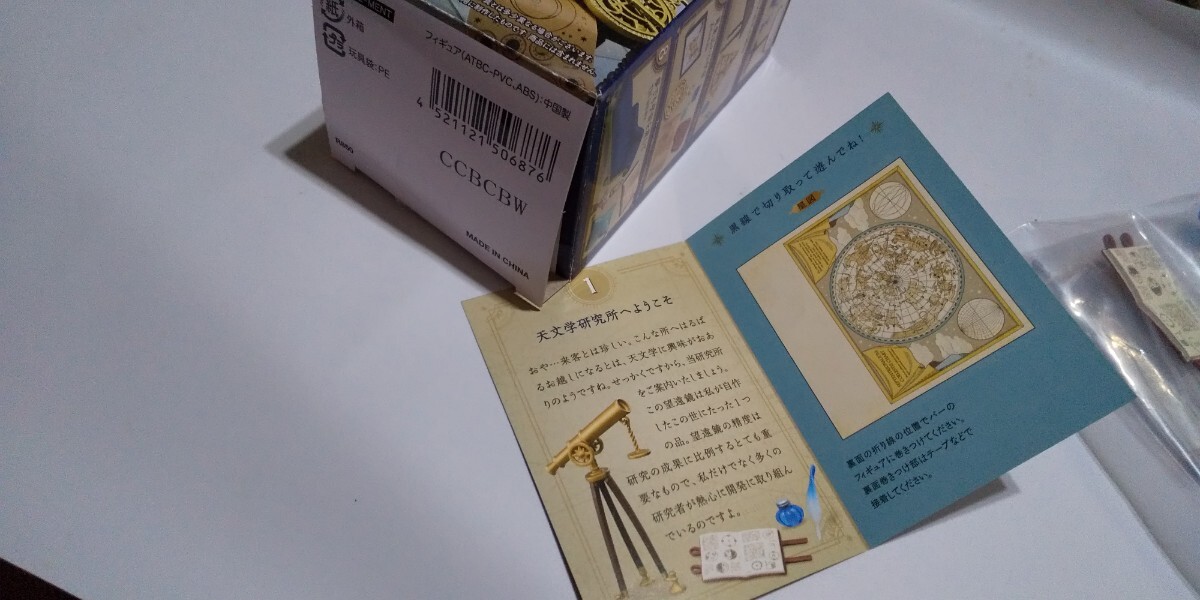 紙
外箱
玩具袋:PE
MENT
フィギュア(ATBC-PVC,ABS):中国製
4 521121 506876
CCBCBW
MADE IN CHINA
1
天文学研究所へようこそ
おや…来客とは珍しい。こんな所へはるば
るお越しになるとは、天文学に興味がおあ
りのようですね。せっかくですから、当研究所
をご案内いたしましょう。
この望遠鏡は私が自作
したこの世にたった1つ
の品。望遠鏡の精度は
研究の成果に比例するとても重
要なもので、私だけでなく多くの
研究者が熱心に開発に取り組ん
でいるのですよ。
黒線で切り取って遊んでね!
星図
裏面の折り線の位置でバーの
フィギュアに巻きつけてください。
裏面巻きつけ部はテープなどで
接着してください。